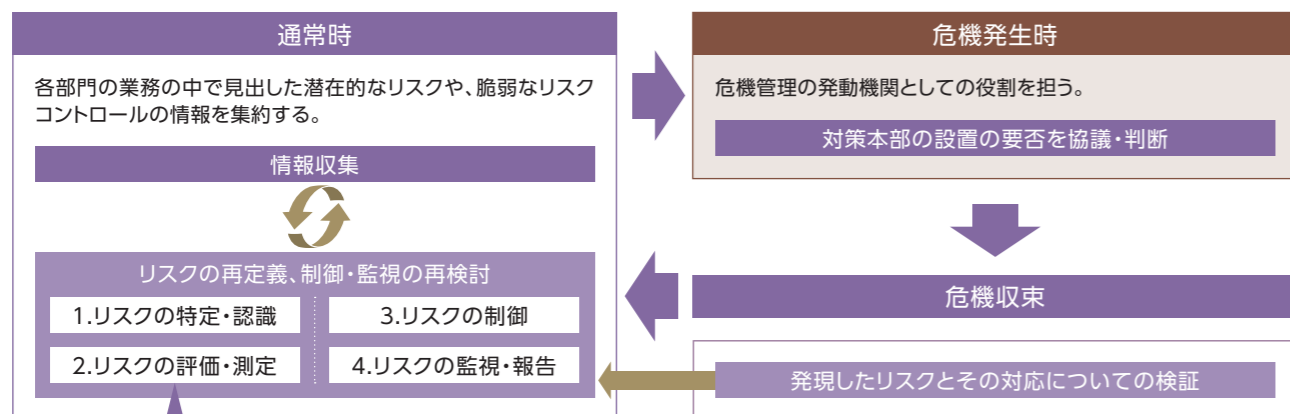 通常時
各部門の業務の中で見出した潜在的なリスクや、脆弱なリスク
コントロールの情報を集約する。
情報収集
リスクの再定義、制御・監視の再検討
1.リスクの特定・認識
2.リスクの評価・測定
3.リスクの制御
4.リスクの監視・報告
危機発生時
危機管理の発動機関としての役割を担う。
対策本部の設置の要否を協議・判断
危機収束
発現したリスクとその対応についての検証